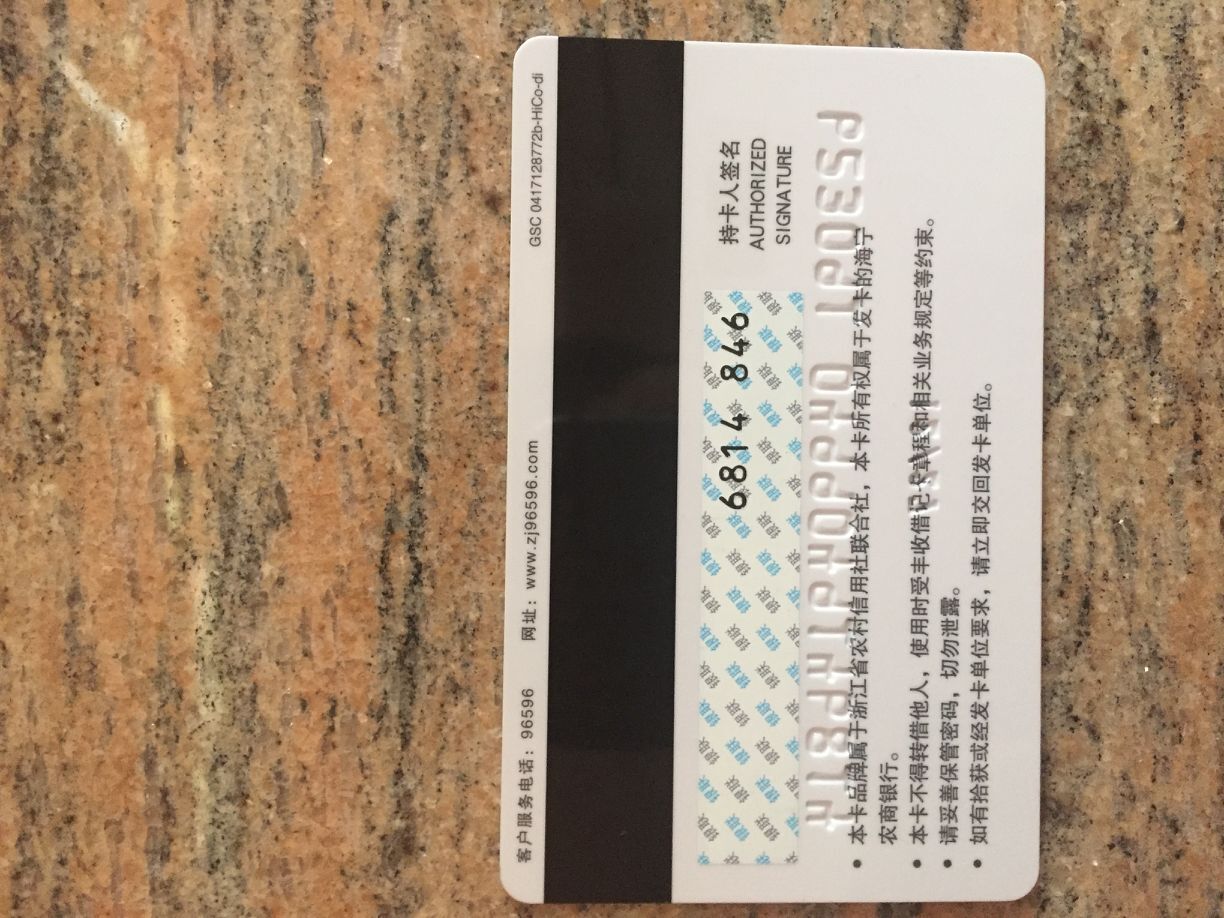 客户服务电话：96596 网址：www.zj96596.com GSC 0417128772b-HiCo-di
6814 846
持卡人签名
AUTHORIZED
SIGNATURE
• 本卡品牌属于浙江省农村信用社联合社，本卡所有权属于发卡的海宁
农商银行。
• 本卡不得转借他人，使用时受丰收借记卡章程和相关业务规定等约束。
• 请妥善保管密码，切勿泄露。
• 如有拾获或经发卡单位要求，请立即交回发卡单位。